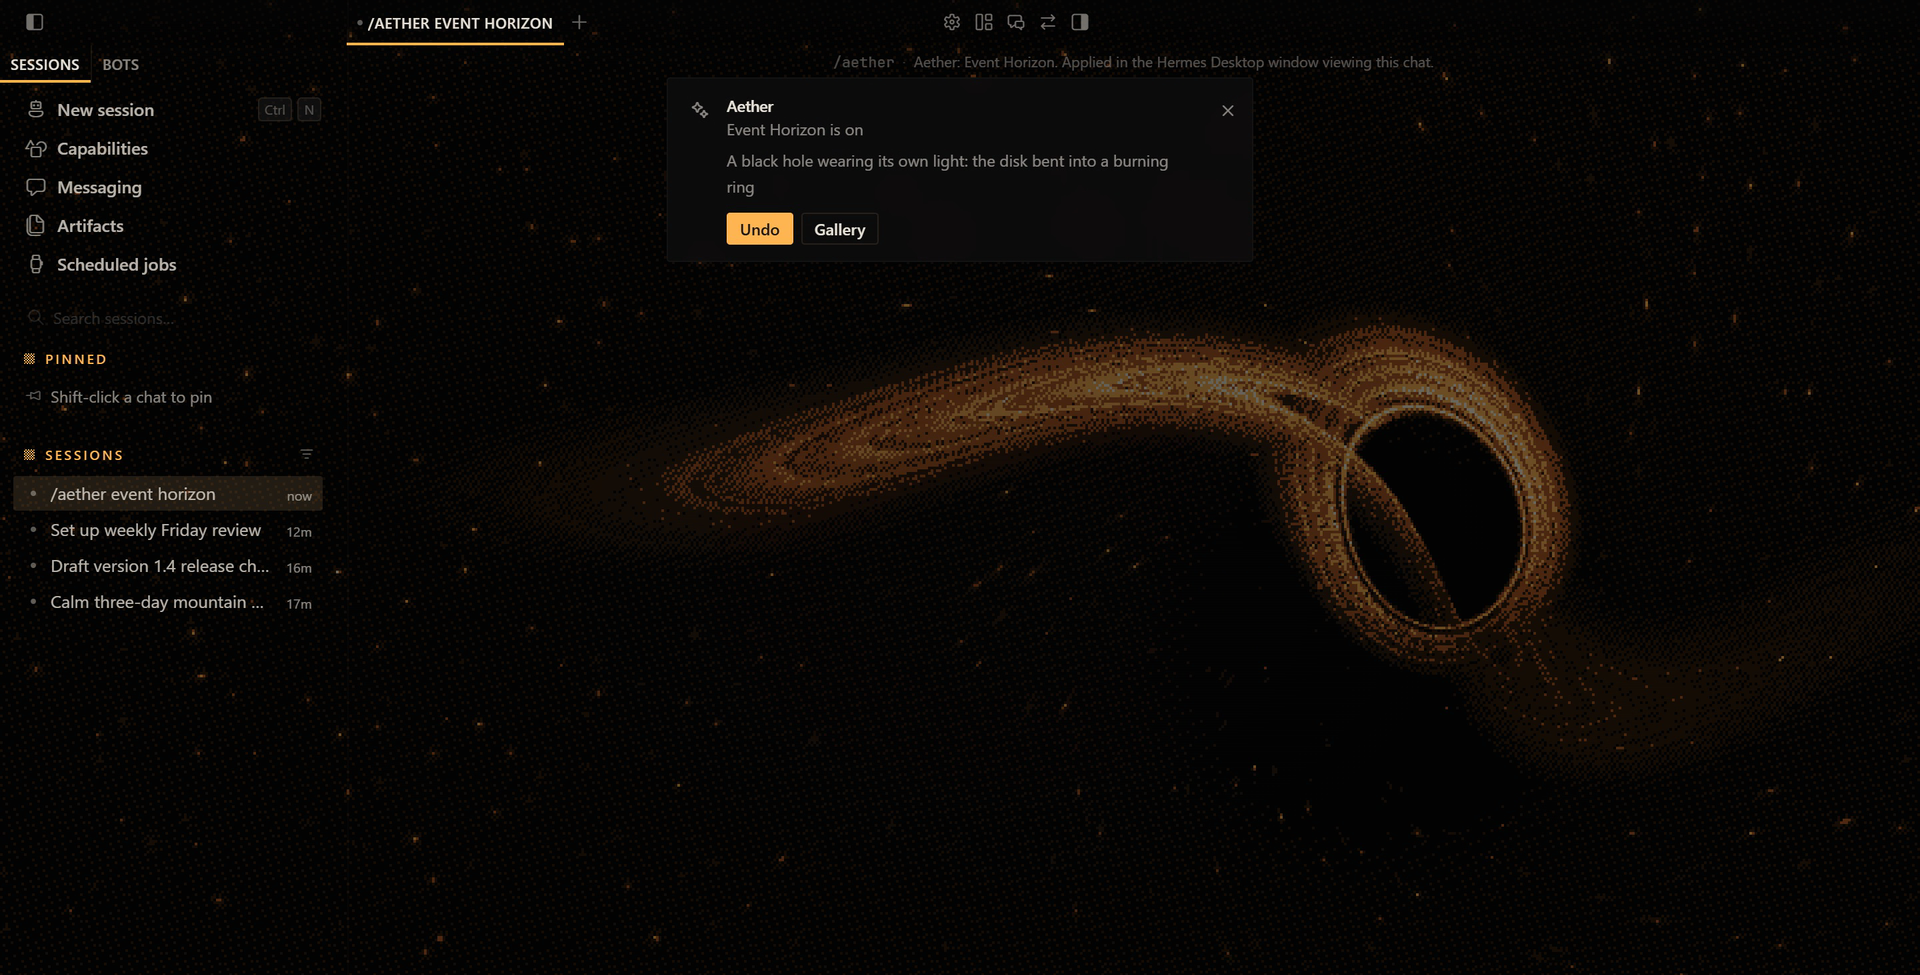 /AETHER EVENT HORIZON
SESSIONS
BOTS
New session
Ctrl N
Capabilities
Messaging
Artifacts
Scheduled jobs
Search sessions...
PINNED
Shift-click a chat to pin
SESSIONS
/aether event horizon now
Set up weekly Friday review 12m
Draft version 1.4 release ch... 16m
Calm three-day mountain ... 17m
/aether Aether: Event Horizon. Applied in the Hermes Desktop window viewing this chat.
Aether
Event Horizon is on
A black hole wearing its own light: the disk bent into a burning
ring
Undo
Gallery